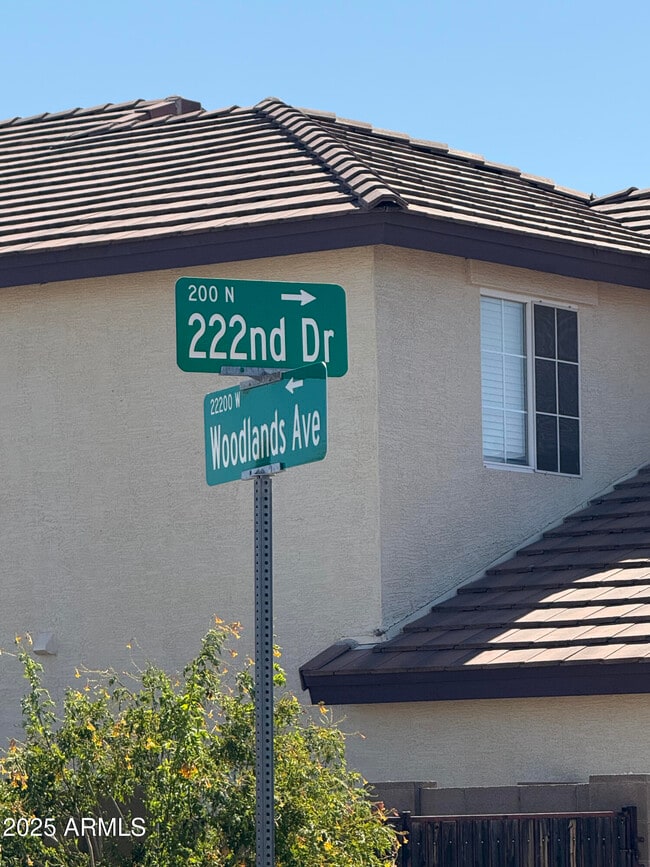 200 N →
222nd Dr
22200 W ←
Woodlands Ave
2025 ARMLS